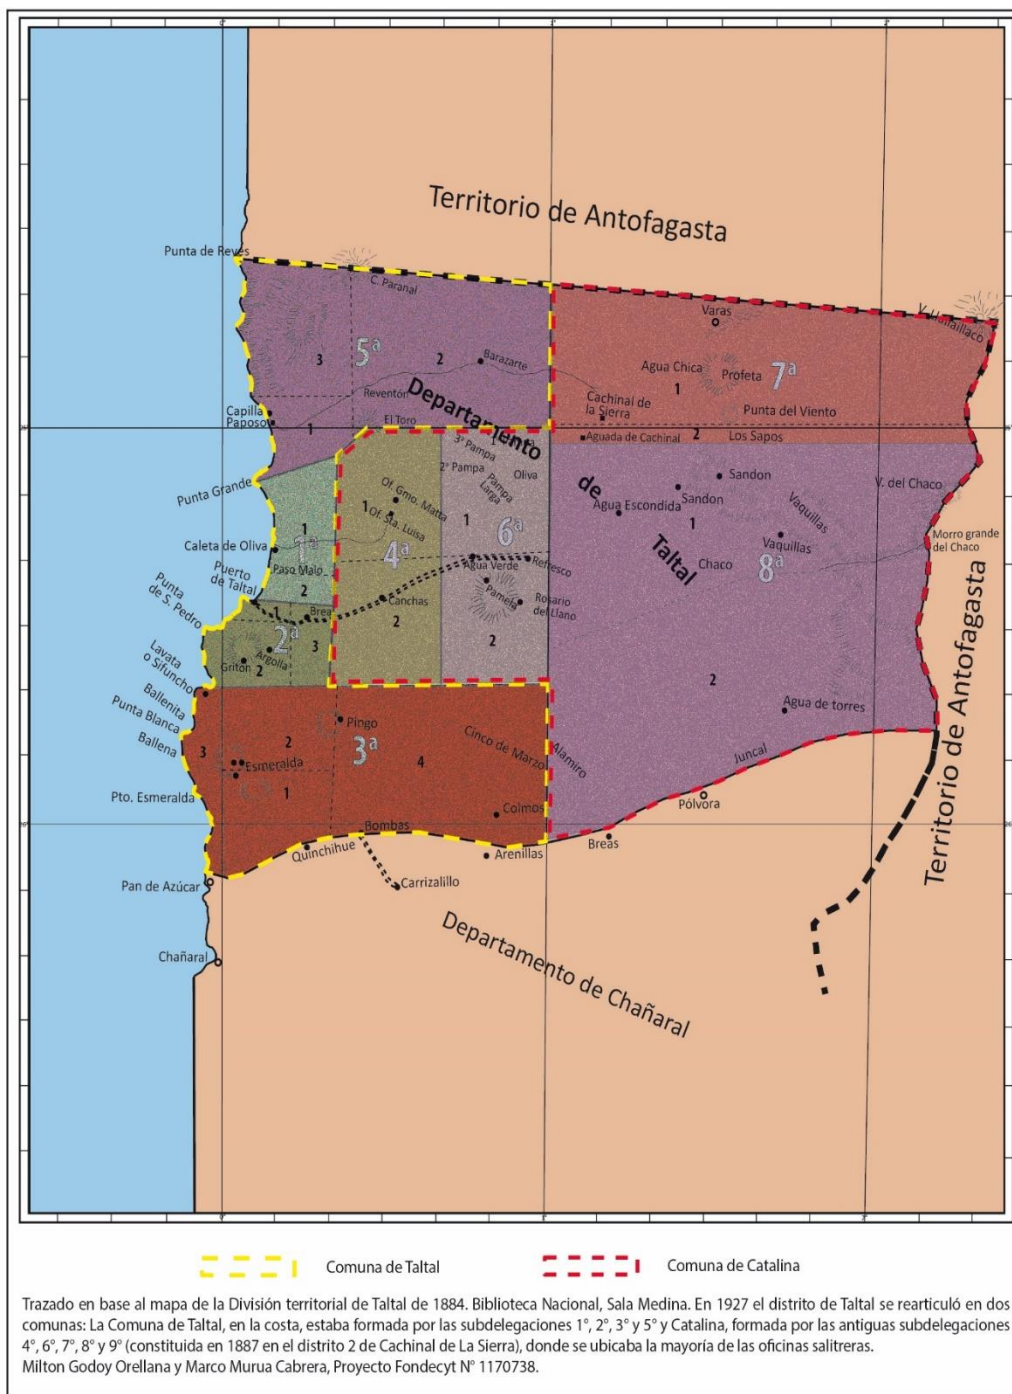 0°
1°
2°
Territorio de Antofagasta
Punta de Reyes
C. Paranal
V. Llullaillaco
Varas
5ª
3
2
Barazarte
Agua Chica
Profeta
7ª
1
Reventón
Departamento
Cachinal de
la Sierra
Punta del Viento
Capilla
Paposo
1
El Toro
2
Los Sapos
Aguada de Cachinal
3ª Pampa
2ª Pampa
Pampa
Larga
Oliva
de
Sandon
Sandon
V. del Chaco
Punta Grande
Of. Gmo. Matta
Of. Sta. Luisa
1
1
6ª
Agua Escondida
1
Vaquillas
Vaquillas
Morro grande
del Chaco
1
1ª
4ª
Caleta de Oliva
Taltal
Chaco
8ª
Puerto
de Taltal
Paso Malo
2
Agua Verde
Refresco
Punta
de S. Pedro
1
Brea
Canchas
Pamela
Rosario
del Llano
2ª
3
2
2
Argolla
Griton
2
2
Lavata
o Sifuncho
Agua de torres
Territorio de Antofagasta
Ballenita
Punta Blanca
Ballena
Pingo
3
2
3ª
4
Cinco de Marzo
Alamiro
Juncal
Esmeralda
1
Pto. Esmeralda
Colmos
Pólvora
26°
Bombas
Quinchihue
Arenillas
Breas
Pan de Azúcar
Carrizalillo
Departamento de Chañaral
Chañaral
Comuna de Taltal
Comuna de Catalina
Trazado en base al mapa de la División territorial de Taltal de 1884. Biblioteca Nacional, Sala Medina. En 1927 el distrito de Taltal se rearticuló en dos
comunas: La Comuna de Taltal, en la costa, estaba formada por las subdelegaciones 1°, 2°, 3° y 5° y Catalina, formada por las antiguas subdelegaciones
4°, 6°, 7°, 8° y 9° (constituida en 1887 en el distrito 2 de Cachinal de La Sierra), donde se ubicaba la mayoría de las oficinas salitreras.
Milton Godoy Orellana y Marco Murua Cabrera, Proyecto Fondecyt N° 1170738.